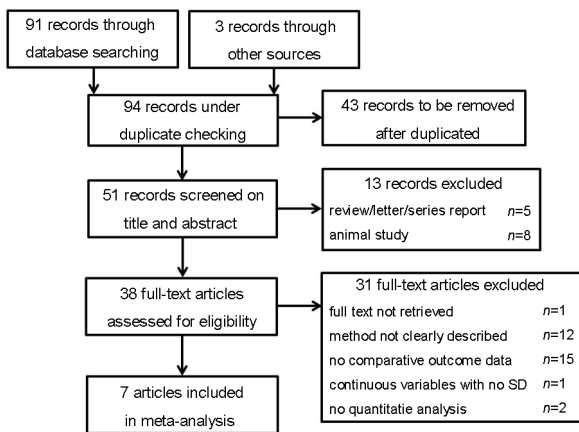 91 records through
database searching
3 records through
other sources
94 records under
duplicate checking
43 records to be removed
after duplicated
51 records screened on
title and abstract
13 records excluded
review/letter/series report n=5
animal study n=8
38 full-text articles
assessed for eligibility
31 full-text articles excluded
full text not retrieved n=1
method not clearly described n=12
no comparative outcome data n=15
continuous variables with no SD n=1
no quantitatie analysis n=2
7 articles included
in meta-analysis